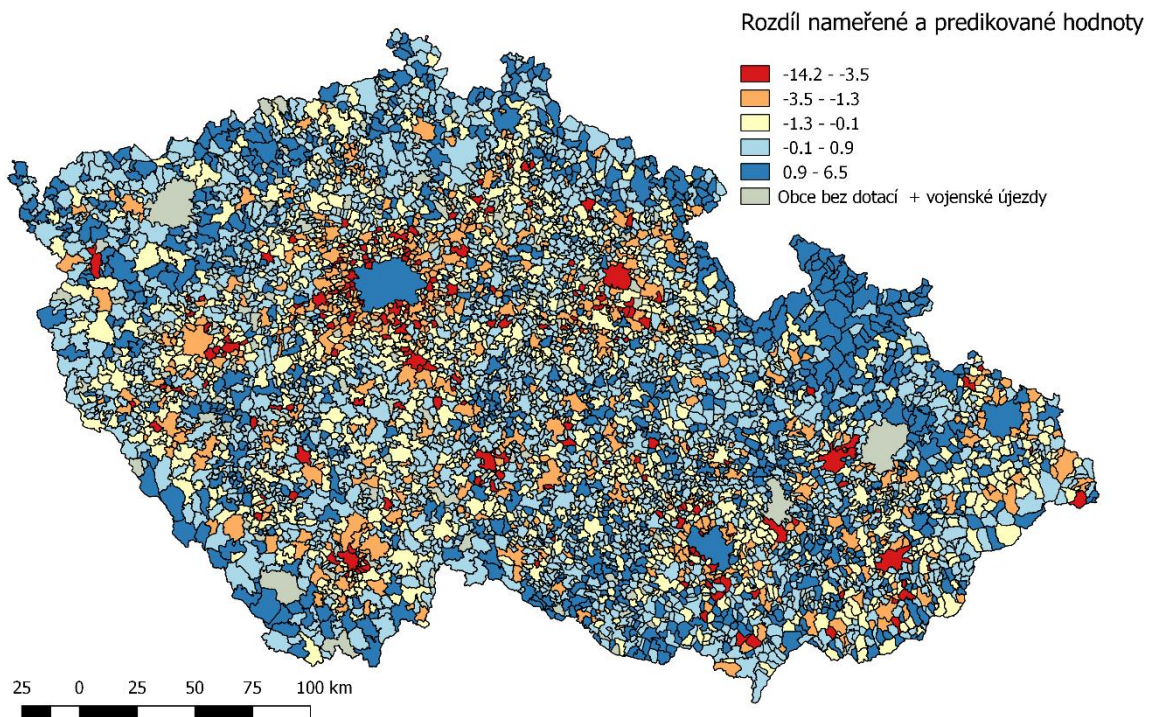 Rozdíl nameřené a predikované hodnoty
-14.2 - -3.5
-3.5 - -1.3
-1.3 - -0.1
-0.1 - 0.9
0.9 - 6.5
Obce bez dotací + vojenské újezdy
25 0 25 50 75 100 km